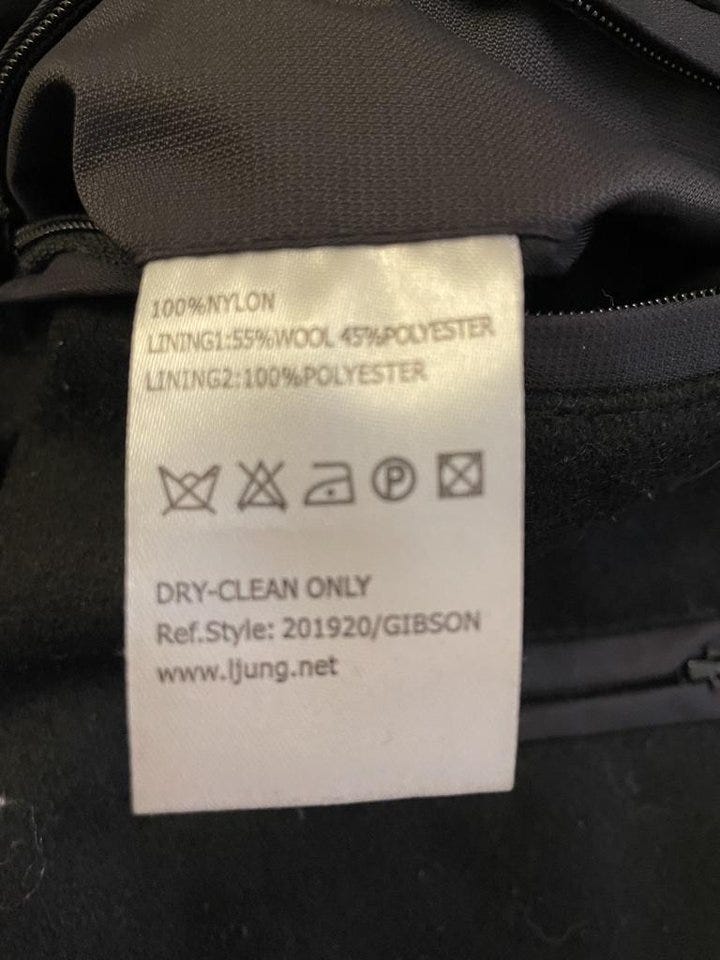 100%NYLON
LINING1:55%WOOL 45%POLYESTER
LINING2:100%POLYESTER
P
DRY-CLEAN ONLY
Ref.Style: 201920/GIBSON
www.ljung.net